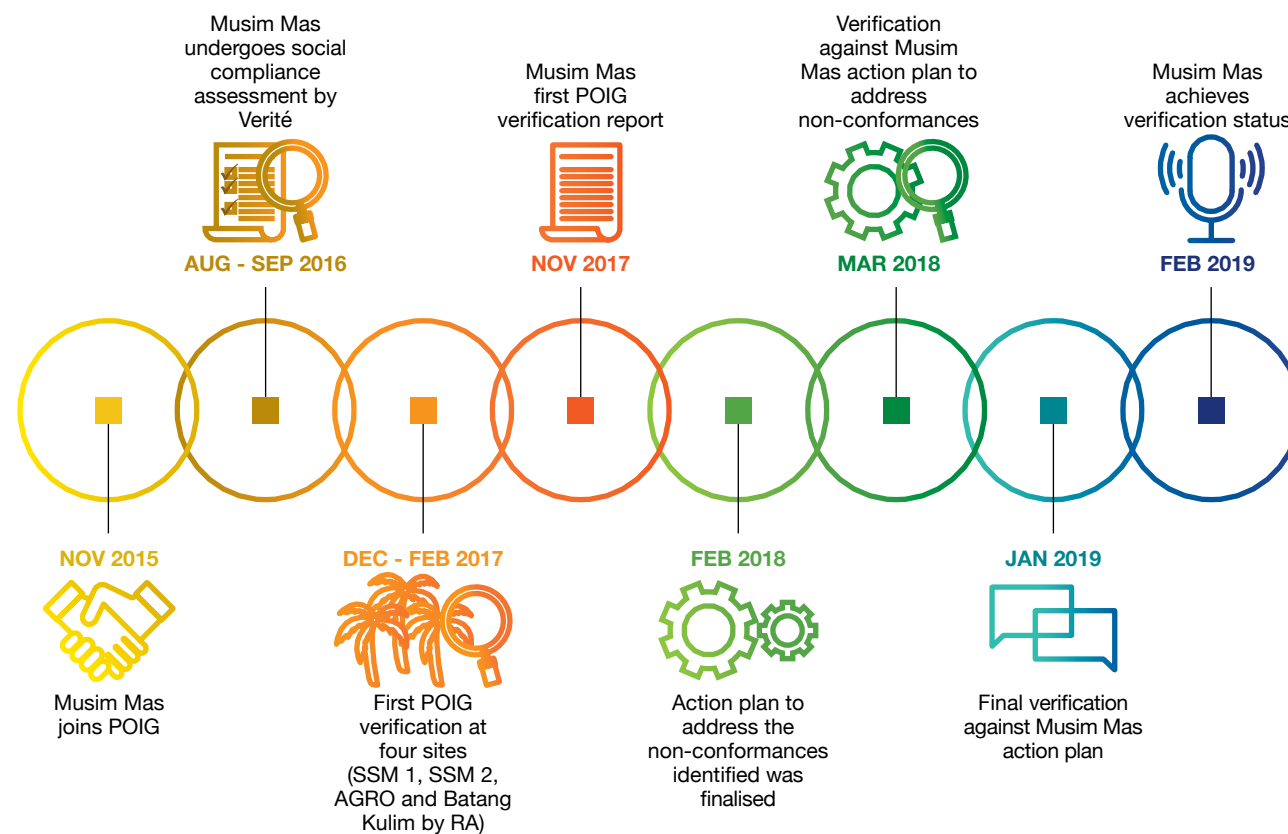 Musim Mas
undergoes social
compliance
assessment by
Verité
AUG - SEP 2016
Musim Mas
first POIG
verification report
NOV 2017
Verification
against Musim
Mas action plan to
address
non-conformances
MAR 2018
Musim Mas
achieves
verification status
FEB 2019
NOV 2015
Musim Mas
joins POIG
DEC - FEB 2017
First POIG
verification at
four sites
(SSM 1, SSM 2,
AGRO and Batang
Kulim by RA)
FEB 2018
Action plan to
address the
non-conformances
identified was
finalised
JAN 2019
Final verification
against Musim Mas
action plan